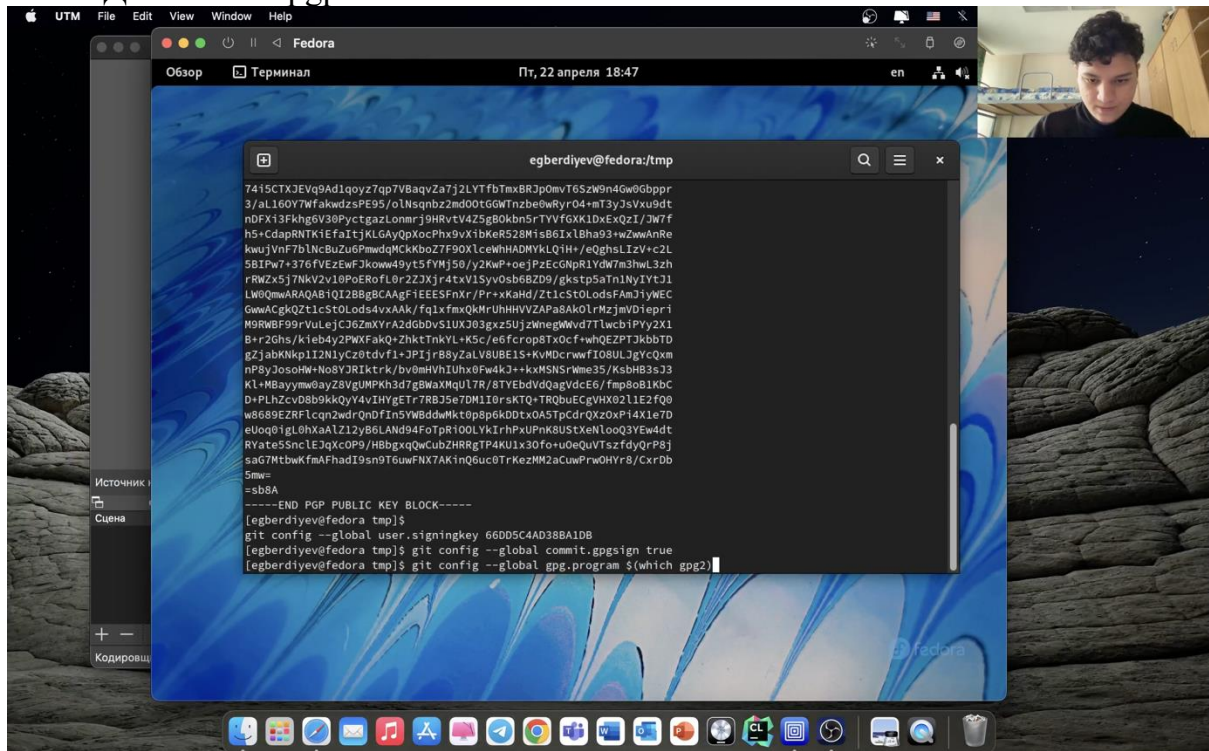 UTM File Edit View Window Help
Fedora
Обзор Терминал Пт, 22 апреля 18:47 en
egberdiyev@fedora:/tmp
74i5CTXJEVq9Ad1qoyz7qp7VBaqvZa7j2LYTfbTmxBRJpOmvT6SzW9n4Gw0Gbppr
3/aL16OY7WfakwdzsPE95/olNsqnbz2mdOOtGGWTnzbe0wRyrO4+mT3yJsVxu9dt
nDFXi3Fkhg6V30PyctgazLonmrj9HRvtV4Z5gBOkbn5rTYVfGXK1DxExQzI/JW7f
h5+CdapRNTKiEfaItjKLGAyQpXocPhx9vXibKeR528MisB6IxlBha93+wZwwAnRe
kwujVnF7blNcBuZu6PmwdqMCkKboZ7F9OXlceWhHADMYkLQiH+/eQghsLIzV+c2L
5BIPw7+376fVEzEwFJkoww49yt5fYMj50/y2KwP+oejPzEcGNpR1YdW7m3hwL3zh
rRWZx5j7NkV2v10PoERofL0r2ZJXjr4txV1SyvOsb6BZD9/gkstp5aTn1NyIYtJ1
LW0QmwARAQABiQI2BBgBCAAgFiEEESFnXr/Pr+xKaHd/Zt1cStOLodsFAmJiyWEC
GwwACgkQZt1cStOLods4vxAAk/fq1xfmxQkMrUhHHVVZAPa8AkOlrMzjmVDiepri
M9RWBF99rVuLejCJ6ZmXYrA2dGbDvS1UXJ03gxz5UjzWnegWWvd7TlwcbiPYy2X1
B+r2Ghs/kieb4y2PWXFakQ+ZhktTnkYL+K5c/e6fcrop8TxOcf+whQEZPTJkbbTD
gZjabKNkp1I2N1yCz0tdvf1+JPIjrB8yZaLV8UBE1S+KvMDcrwwfIO8ULJgYcQxm
nP8yJosoHW+No8YJRIktrk/bv0mHVhIUhx0Fw4kJ++kxMSNSrWme35/KsbHB3sJ3
Kl+MBayymw0ayZ8VgUMPKh3d7gBWaXMqUl7R/8TYEbdVdQagVdcE6/fmp8oB1KbC
D+PLhZcvD8b9kkQyY4vIHYgETr7RBJ5e7DM1I0rsKTQ+TRQbuECgVHX02l1E2fQ0
w8689EZRFlcqn2wdrQnDfIn5YWBddwMkt0p8p6kDDtxOA5TpCdrQXzOxPi4X1e7D
eUoq0igL0hXaAlZ12yB6LANd94FoTpRiOOLYkIrhPxUPnK8UStXeNlooQ3YEw4dt
RYate5SnclEJqXcOP9/HBbgxqQwCubZHRRgTP4KU1x3Ofo+uOeQuVTszfdyQrP8j
saG7MtbwKfmAFhadI9sn9T6uwFNX7AKinQ6uc0TrKezMM2aCuwPrwOHYr8/CxrDb
5mw=
=sb8A
-----END PGP PUBLIC KEY BLOCK-----
[egberdiyev@fedora tmp]$
git config --global user.signingkey 66DD5C4AD38BA1DB
[egberdiyev@fedora tmp]$ git config --global commit.gpgsign true
[egberdiyev@fedora tmp]$ git config --global gpg.program $(which gpg2)
Источник
Сцена
Кодировщ
fedora